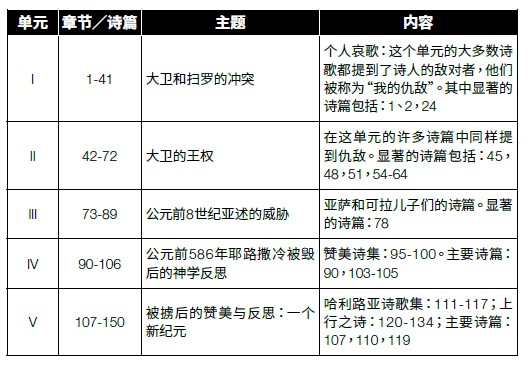 单元 章节／诗篇 主题 内容
I 1-41 大卫和扫罗的冲突 个人哀歌：这个单元的大多数诗
歌都提到了诗人的敌对者，他们
被称为“我的仇敌”。其中显著的
诗篇包括：1、2，24
II 42-72 大卫的王权 在这单元的许多诗篇中同样提
到仇敌。显著的诗篇包括：45，
48，51，54-64
III 73-89 公元前8世纪亚述的威胁 亚萨和可拉儿子们的诗篇。显著
的诗篇：78
IV 90-106 公元前586年耶路撒冷被毁
后的神学反思 赞美诗集：95-100。主要诗篇：
90，103-105
V 107-150 被掳后的赞美与反思：一个
新纪元 哈利路亚诗歌集：111-117；上
行之诗：120-134；主要诗篇：
107，110，119